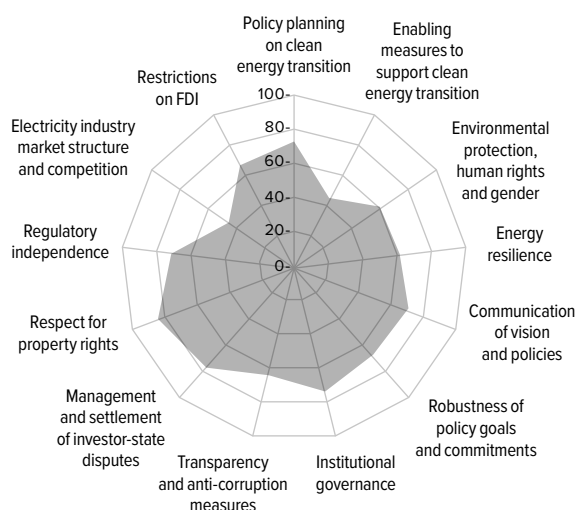 Policy planning
on clean
energy transition
Enabling
measures to
support clean
energy transition
Environmental
protection,
human rights
and gender
Energy
resilience
Communication
of vision
and policies
Robustness of
policy goals
and commitments
Institutional
governance
Transparency
and anti-corruption
measures
Management
and settlement
of investor-state
disputes
Respect for
property rights
Regulatory
independence
Electricity industry
market structure
and competition
Restrictions
on FDI
100-
80-
60-
40-
20-
0-